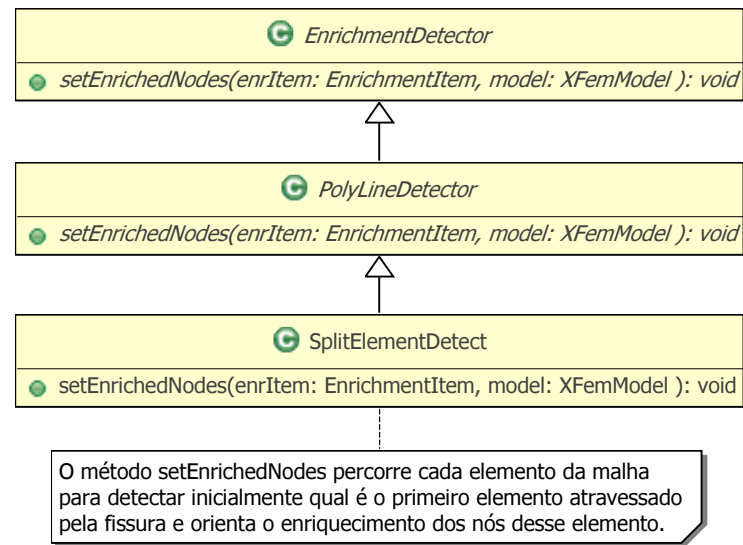 C EnrichmentDetector
setEnrichedNodes(enrItem: EnrichmentItem, model: XFemModel ): void
C PolyLineDetector
setEnrichedNodes(enrItem: EnrichmentItem, model: XFemModel ): void
C SplitElementDetect
setEnrichedNodes(enrItem: EnrichmentItem, model: XFemModel ): void
O método setEnrichedNodes percorre cada elemento da malha
para detectar inicialmente qual é o primeiro elemento atravessado
pela fissura e orienta o enriquecimento dos nós desse elemento.